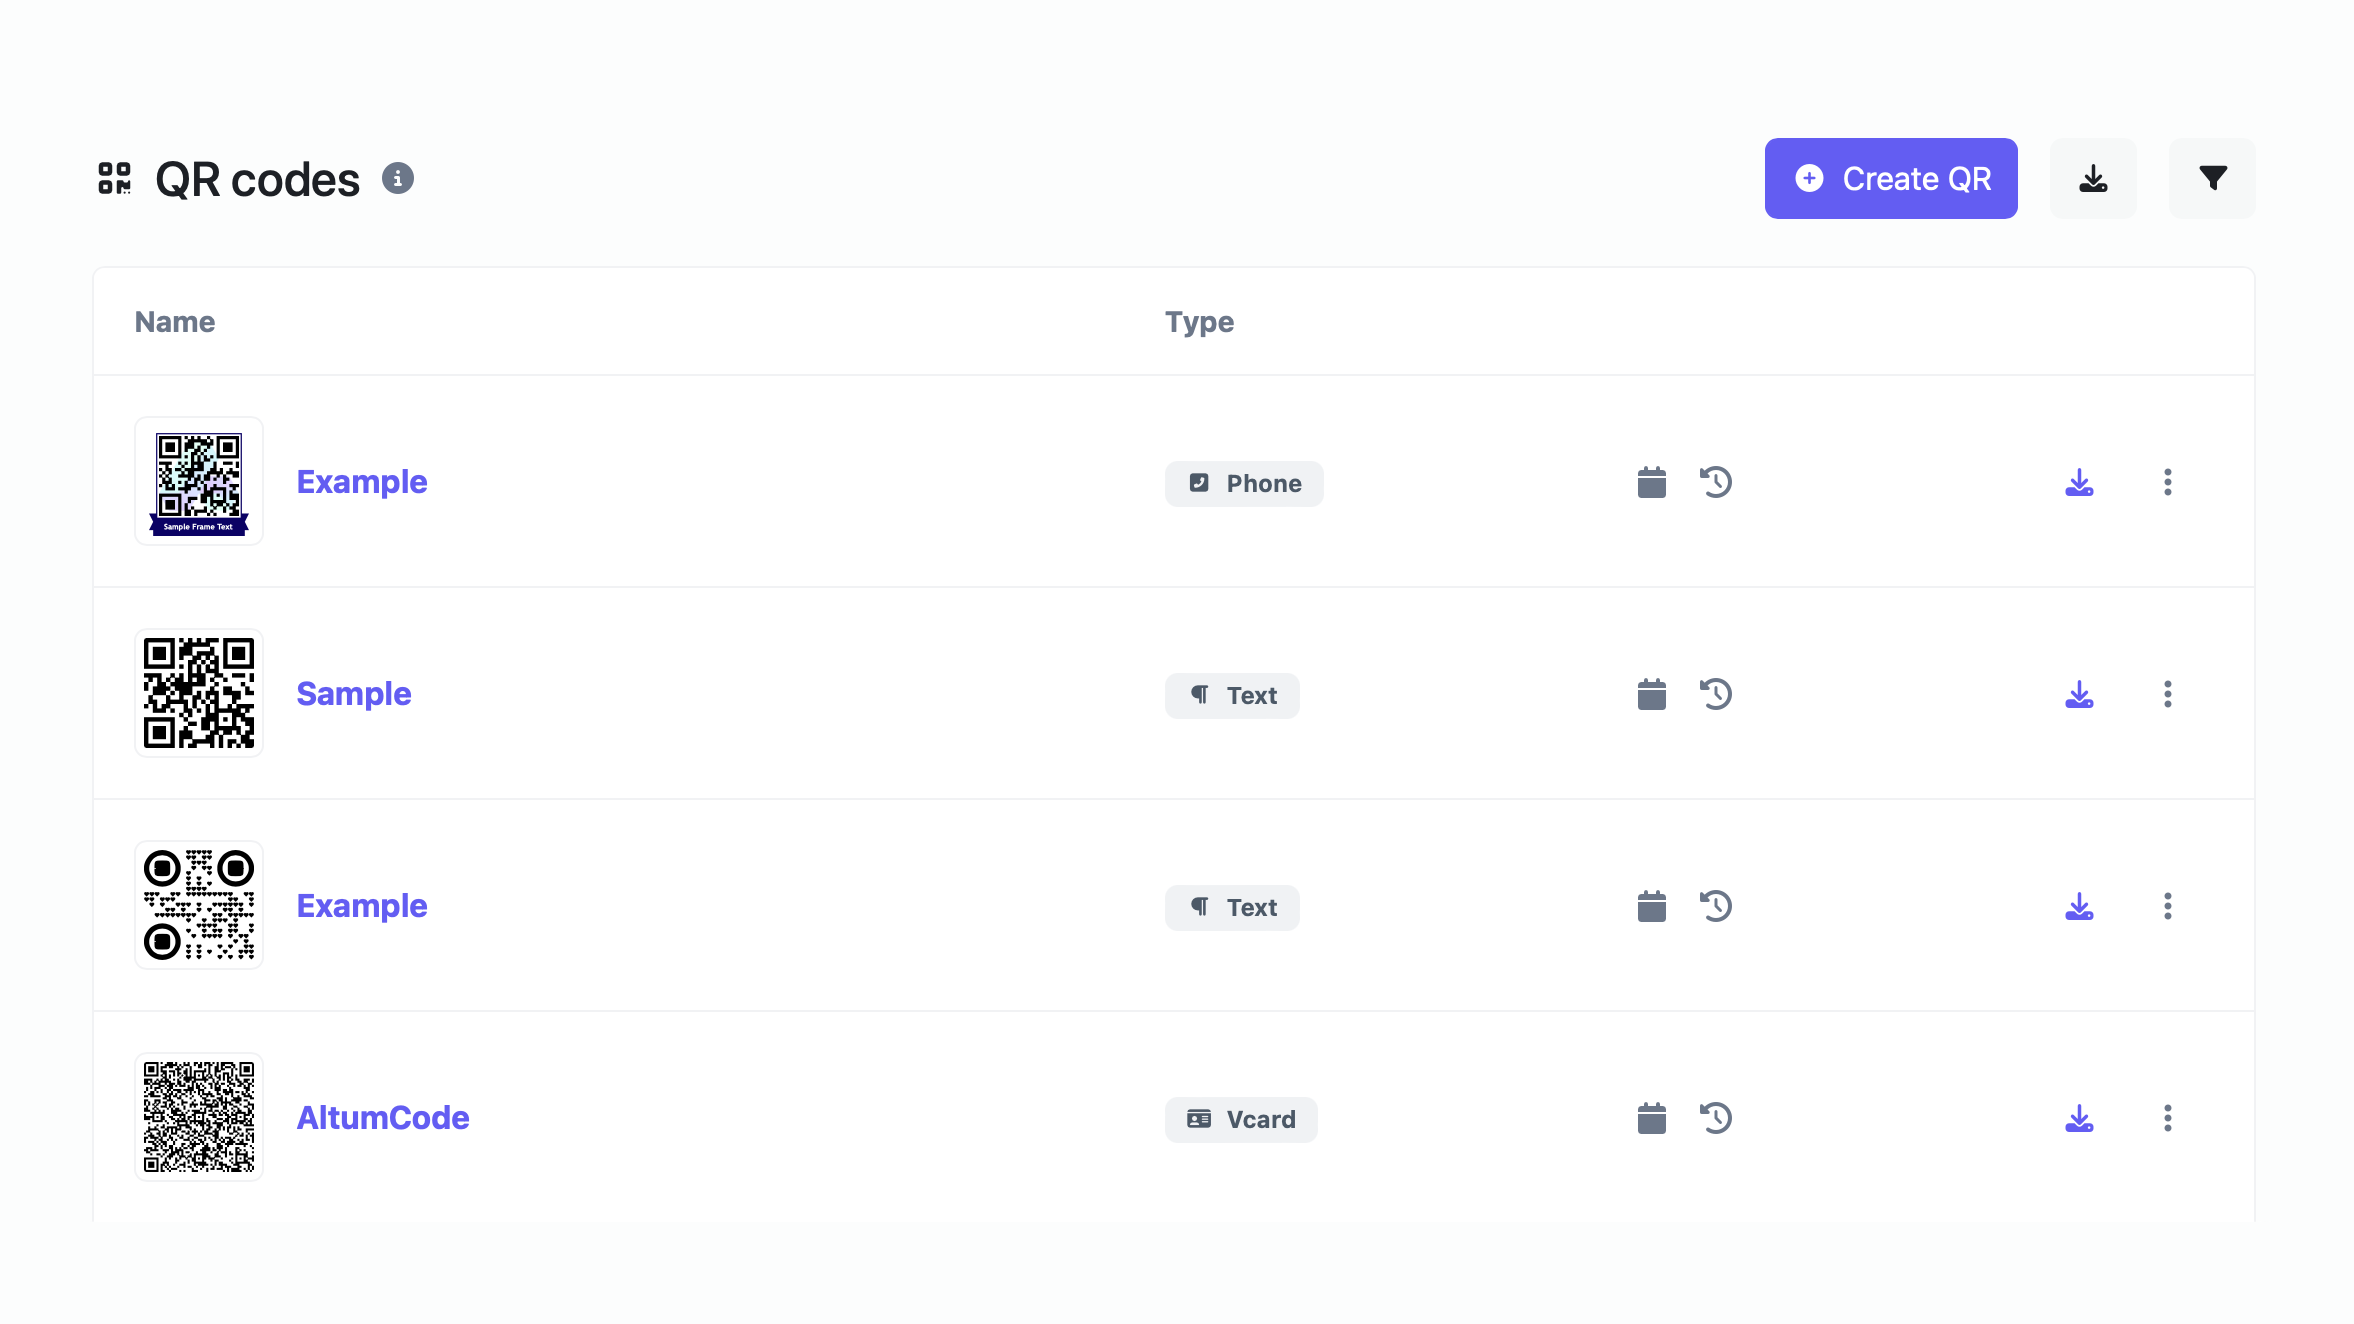 QR codes
Create QR
Name Type
Sample Frame Text
Example Phone
Sample Text
Example Text
AltumCode Vcard